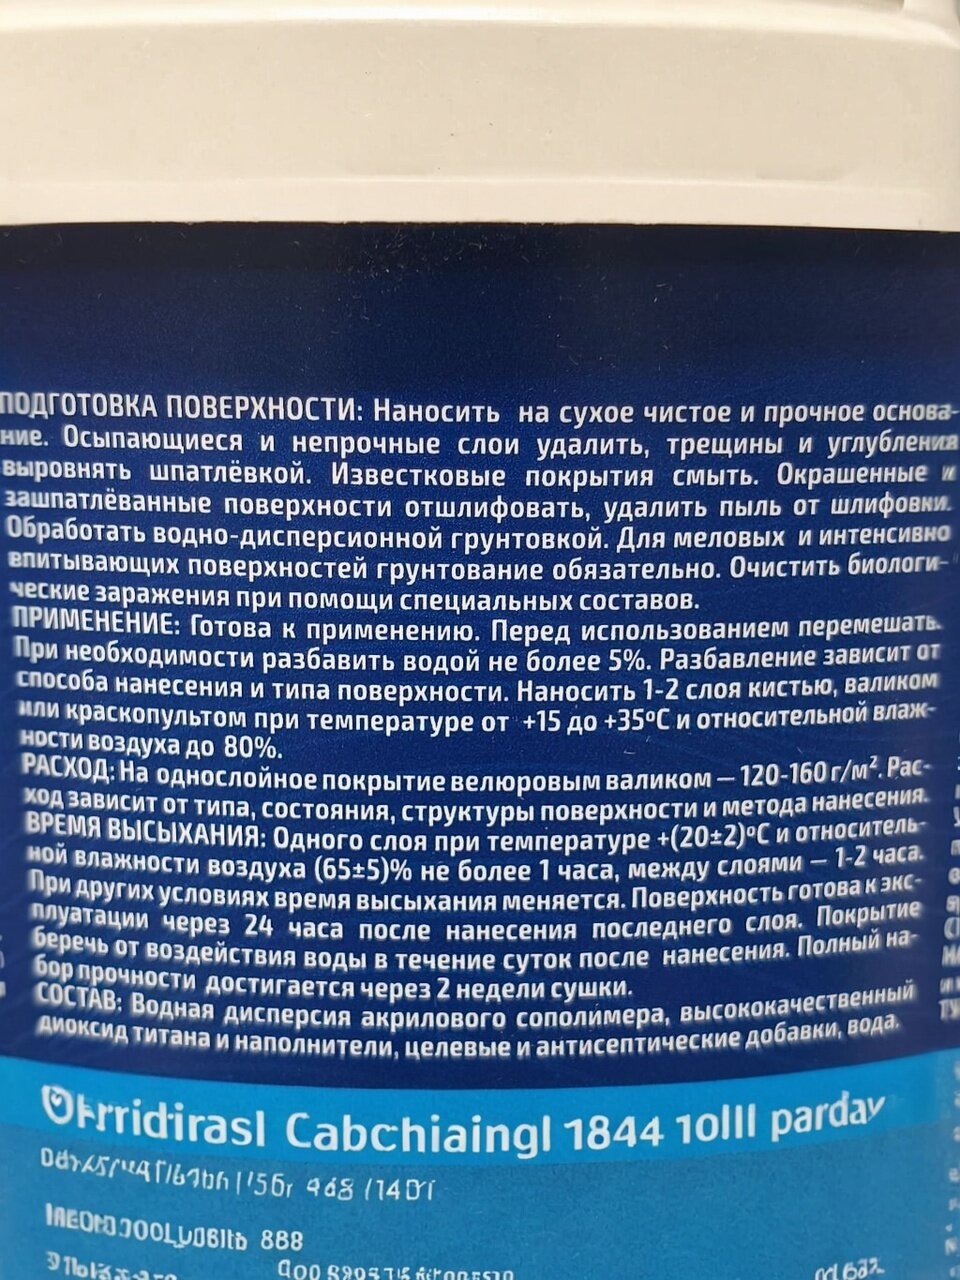 ПОДГОТОВКА ПОВЕРХНОСТИ: Наносить на сухое чистое и прочное основа-
ние. Осыпающиеся и непрочные слои удалить, трещины и углубления
выровнять шпатлёвкой. Известковые покрытия смыть. Окрашенные и
зашпатлёванные поверхности отшлифовать, удалить пыль от шлифовки.
Обработать водно-дисперсионной грунтовкой. Для меловых и интенсивно
впитывающих поверхностей грунтование обязательно. Очистить биологи-
ческие заражения при помощи специальных составов.
ПРИМЕНЕНИЕ: Готова к применению. Перед использованием перемешать.
При необходимости разбавить водой не более 5%. Разбавление зависит от
способа нанесения и типа поверхности. Наносить 1-2 слоя кистью, валиком
или краскопультом при температуре от +15 до +35ºС и относительной влаж-
ности воздуха до 80%.
РАСХОД: На однослойное покрытие велюровым валиком — 120-160 г/м². Рас-
ход зависит от типа, состояния, структуры поверхности и метода нанесения.
ВРЕМЯ ВЫСЫХАНИЯ: Одного слоя при температуре +(20±2)ºС и относитель-
ной влажности воздуха (65±5)% не более 1 часа, между слоями — 1-2 часа.
При других условиях время высыхания меняется. Поверхность готова к экс-
плуатации через 24 часа после нанесения последнего слоя. Покрытие
беречь от воздействия воды в течение суток после нанесения. Полный на-
бор прочности достигается через 2 недели сушки.
СОСТАВ: Водная дисперсия акрилового сополимера, высококачественный
диоксид титана и наполнители, целевые и антисептические добавки, вода.
Cabchiaingl 1844 parday
888